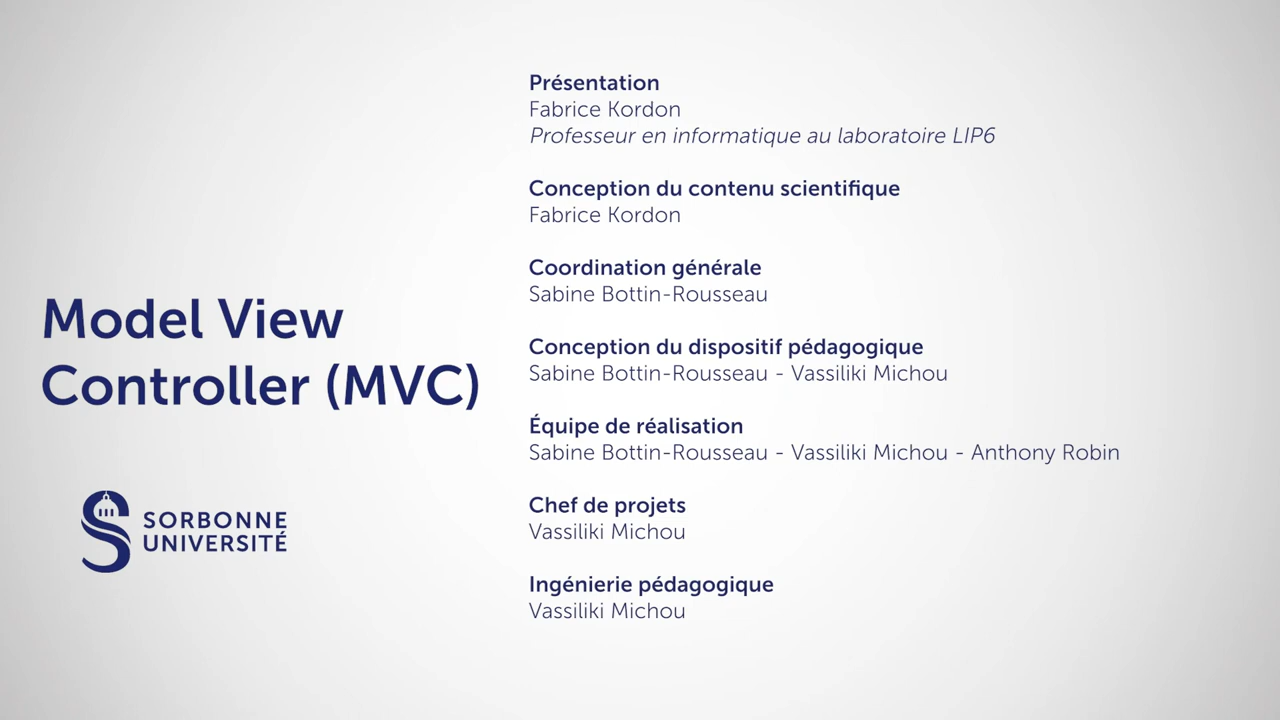 Model View
Controller (MVC)
SORBONNE
UNIVERSITÉ
Présentation
Fabrice Kordon
Professeur en informatique au laboratoire LIP6
Conception du contenu scientifique
Fabrice Kordon
Coordination générale
Sabine Bottin-Rousseau
Conception du dispositif pédagogique
Sabine Bottin-Rousseau - Vassiliki Michou
Équipe de réalisation
Sabine Bottin-Rousseau - Vassiliki Michou - Anthony Robin
Chef de projets
Vassiliki Michou
Ingénierie pédagogique
Vassiliki Michou